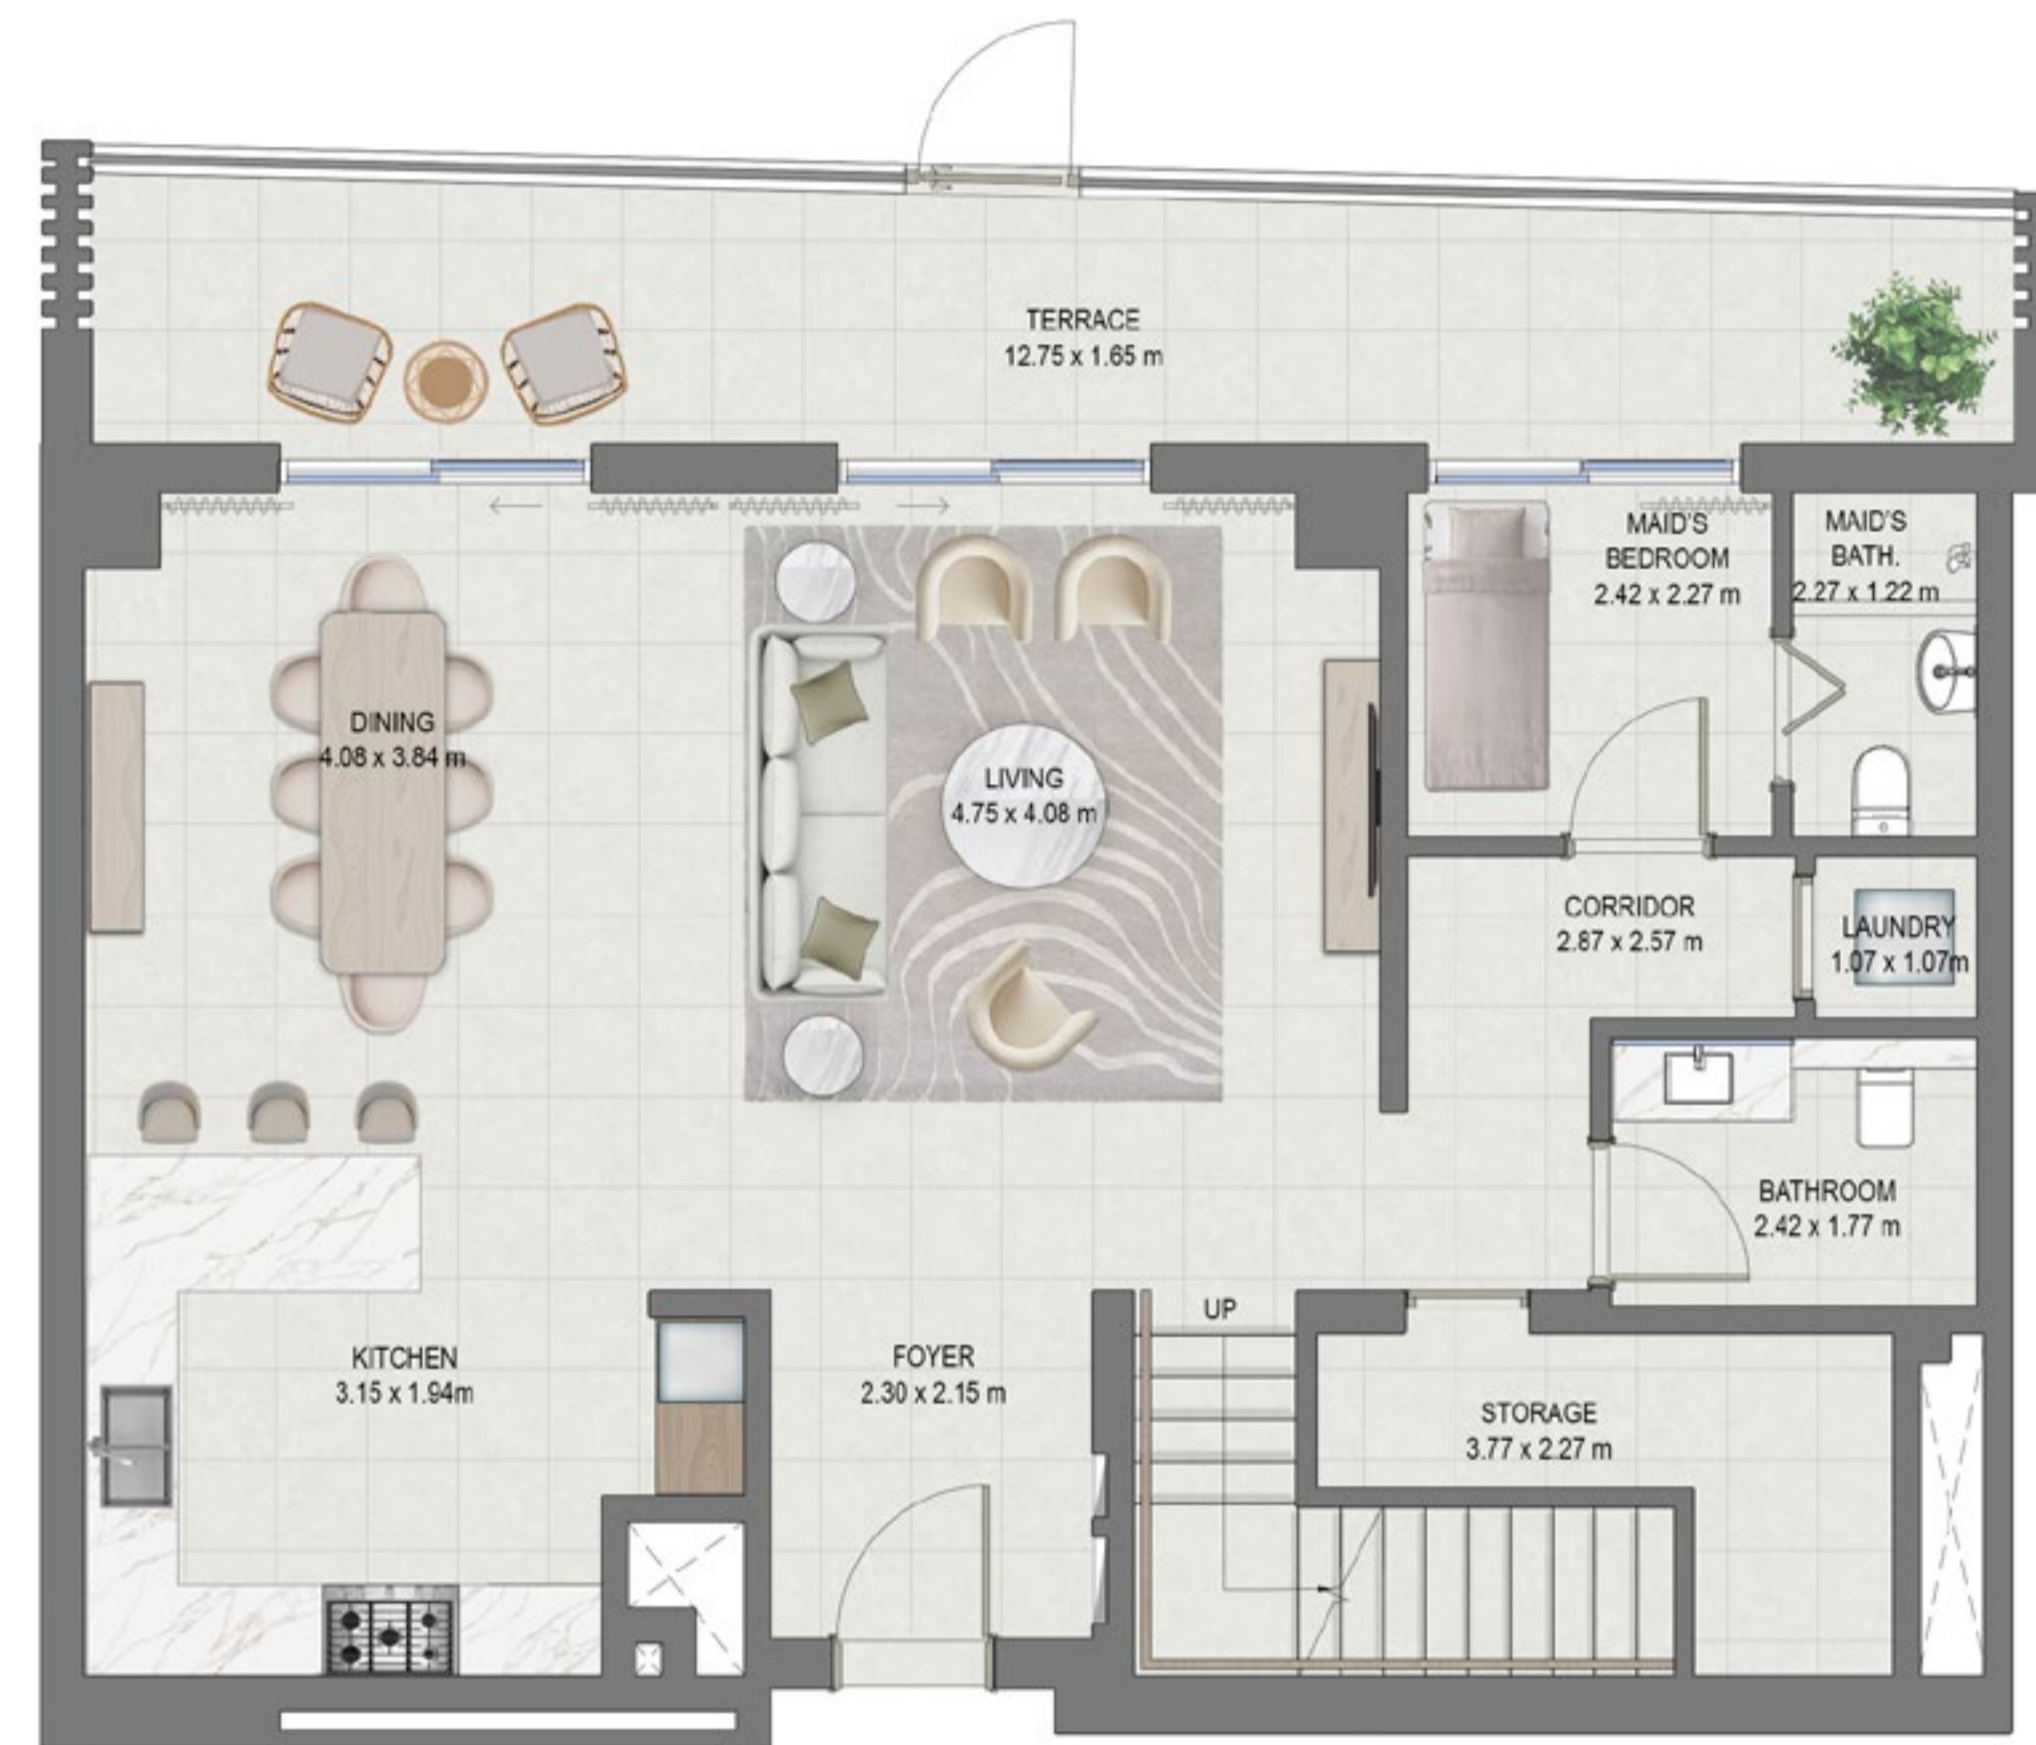 TERRACE
12.75 x 1.65 m
MAID'S
BEDROOM
2.42 x 2.27 m
MAID'S
BATH.
2.27 x 1.22 m
DINING
4.08 x 3.84 m
LIVING
4.75 x 4.08 m
CORRIDOR
2.87 x 2.57 m
LAUNDRY
1.07 x 1.07m
BATHROOM
2.42 x 1.77 m
KITCHEN
3.15 x 1.94m
FOYER
2.30 x 2.15 m
UP
STORAGE
3.77 x 2.27 m